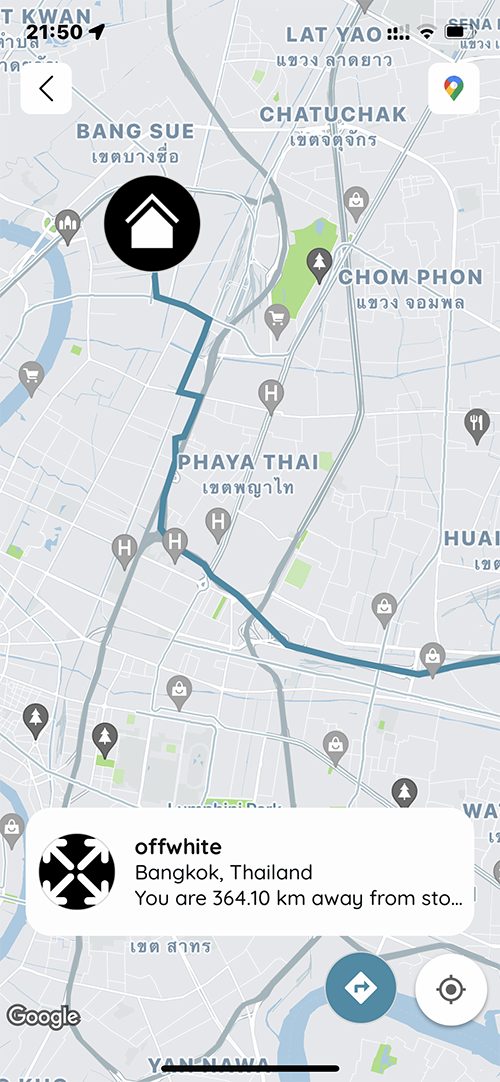 T KWAN
21:50
LAT YAO
แขวง ลาดยาว
CHATUCHAK
เขตจตุจักร
BANG SUE
เขตบางซื่อ
CHOM PHON
แขวง จอมพล
H
PHAYA THAI
เขตพญาไท
H
H
H
HUAI
Lumphini Park
WA
offwhite
Bangkok, Thailand
You are 364.10 km away from sto...
เขต สาทร
Google
YAN NAWA